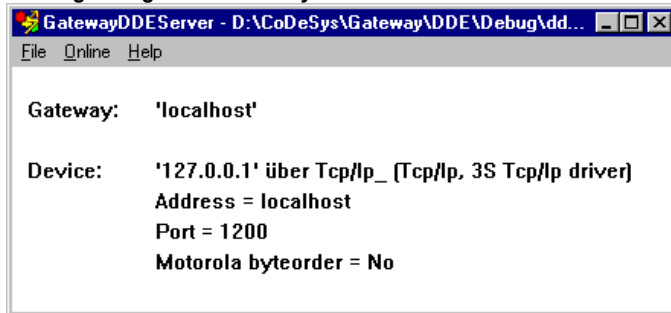 GatewayDDEServer - D:\CoDeSys\Gateway\DDE\Debug\dd...
File Online Help
Gateway: 'localhost'
Device: '127.0.0.1' über Tcp/Ip_ (Tcp/Ip, 3S Tcp/Ip driver)
Address = localhost
Port = 1200
Motorola byteorder = No